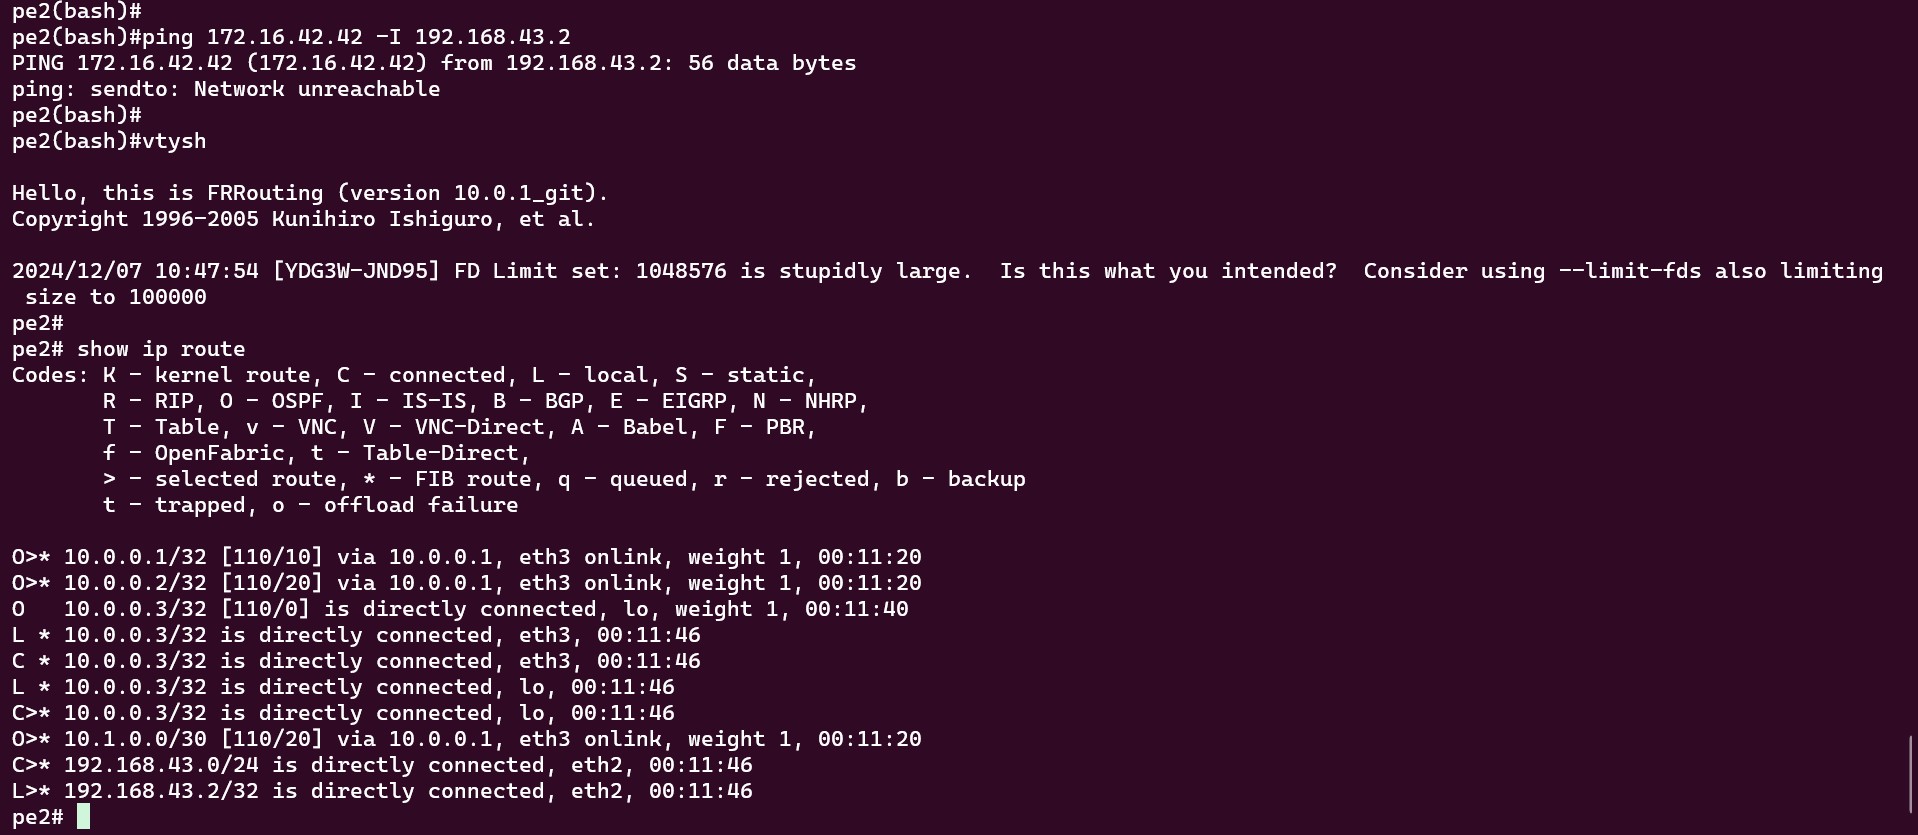 pe2(bash)#
pe2(bash)#ping 172.16.42.42 -I 192.168.43.2
PING 172.16.42.42 (172.16.42.42) from 192.168.43.2: 56 data bytes
ping: sendto: Network unreachable
pe2(bash)#
pe2(bash)#vtysh

Hello, this is FRRouting (version 10.0.1_git).
Copyright 1996-2005 Kunihiro Ishiguro, et al.

2024/12/07 10:47:54 [YDG3W-JND95] FD Limit set: 1048576 is stupidly large.  Is this what you intended?  Consider using --limit-fds also limiting
 size to 100000
pe2#
pe2# show ip route
Codes: K - kernel route, C - connected, L - local, S - static,
       R - RIP, O - OSPF, I - IS-IS, B - BGP, E - EIGRP, N - NHRP,
       T - Table, v - VNC, V - VNC-Direct, A - Babel, F - PBR,
       f - OpenFabric, t - Table-Direct,
       > - selected route, * - FIB route, q - queued, r - rejected, b - backup
       t - trapped, o - offload failure

O>* 10.0.0.1/32 [110/10] via 10.0.0.1, eth3 onlink, weight 1, 00:11:20
O>* 10.0.0.2/32 [110/20] via 10.0.0.1, eth3 onlink, weight 1, 00:11:20
O   10.0.0.3/32 [110/0] is directly connected, lo, weight 1, 00:11:40
L * 10.0.0.3/32 is directly connected, eth3, 00:11:46
C * 10.0.0.3/32 is directly connected, eth3, 00:11:46
L * 10.0.0.3/32 is directly connected, lo, 00:11:46
C>* 10.0.0.3/32 is directly connected, lo, 00:11:46
O>* 10.1.0.0/30 [110/20] via 10.0.0.1, eth3 onlink, weight 1, 00:11:20
C>* 192.168.43.0/24 is directly connected, eth2, 00:11:46
L>* 192.168.43.2/32 is directly connected, eth2, 00:11:46
pe2#